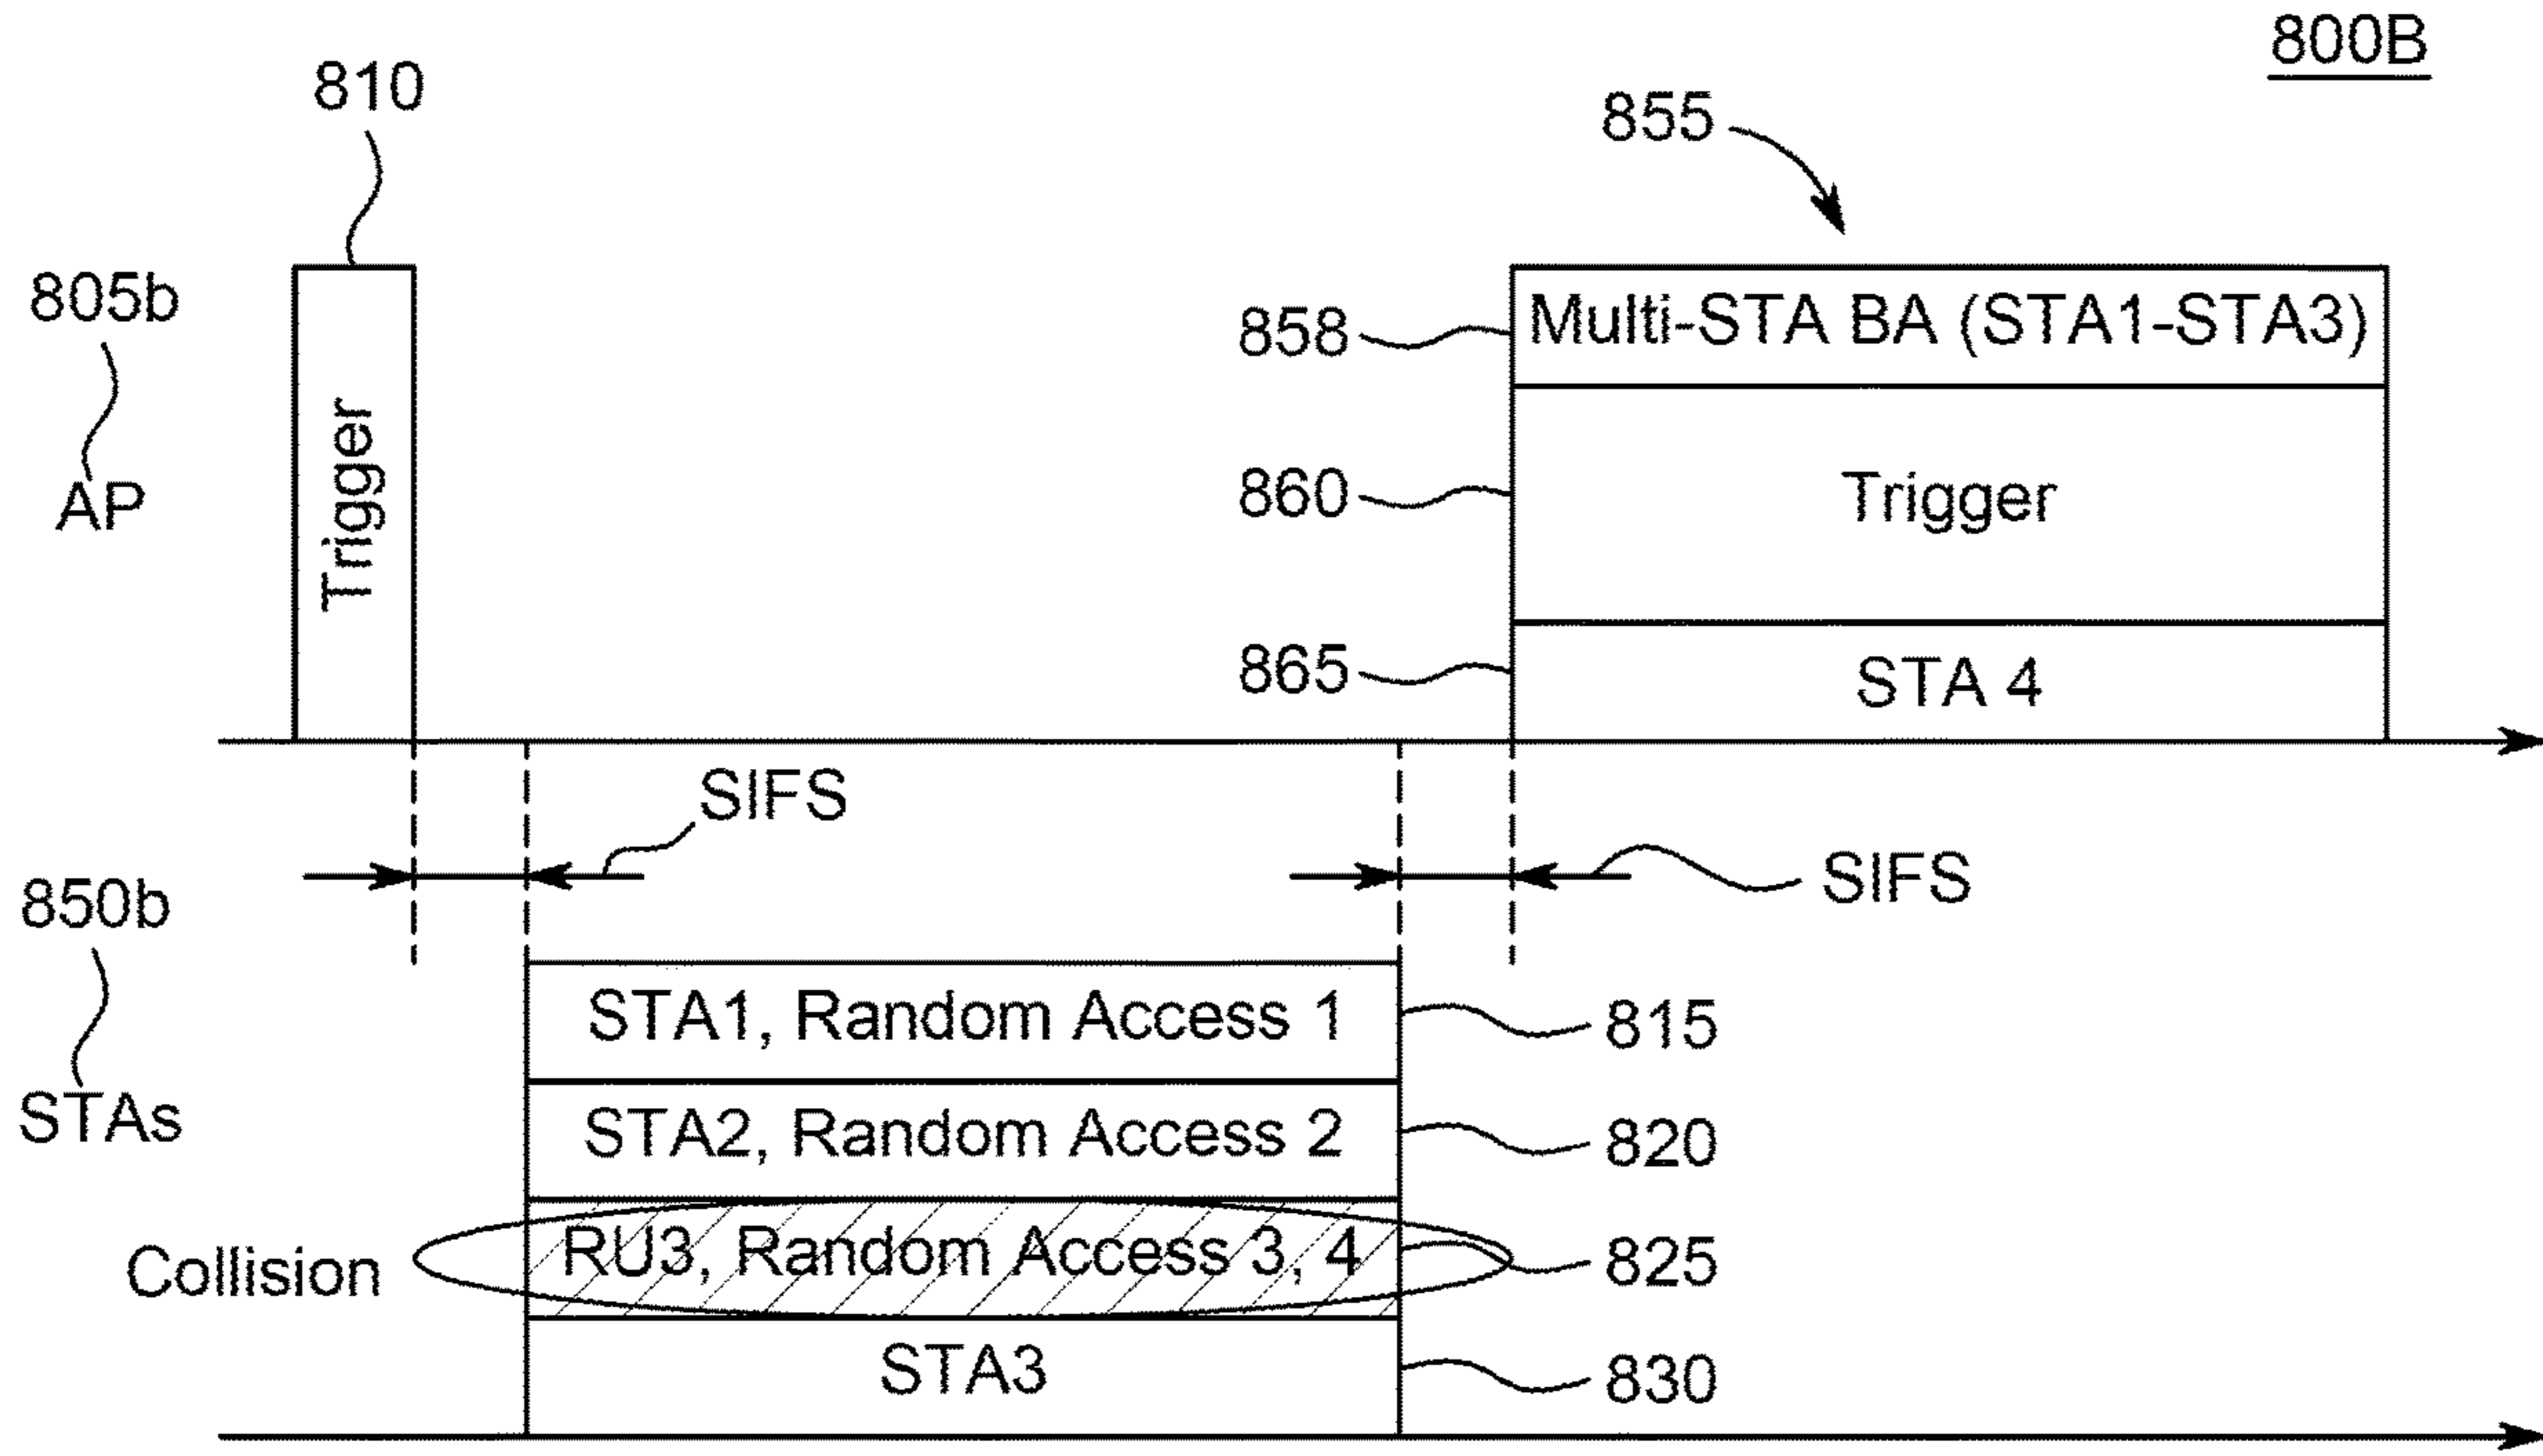 800B
810
855
805b
AP
Trigger
858
Multi-STA BA (STA1-STA3)
860
Trigger
865
STA 4
SIFS
SIFS
850b
STAs
STA1, Random Access 1
815
STA2, Random Access 2
820
Collision
RU3, Random Access 3, 4
825
STA3
830